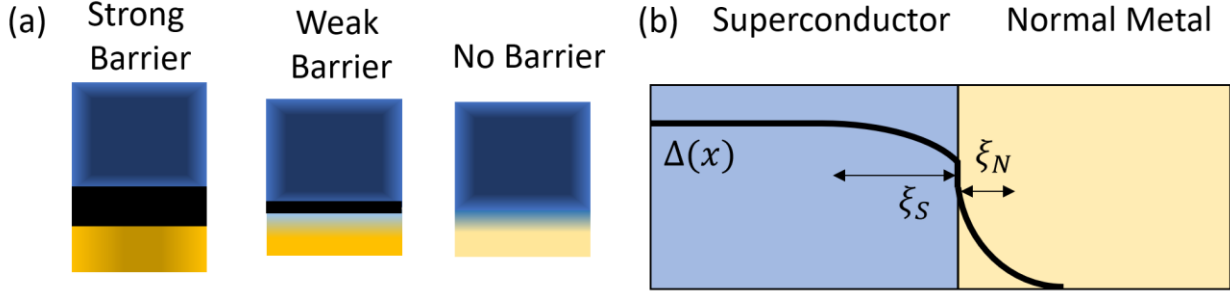 (a)
Strong
Barrier
Weak
Barrier
No Barrier
(b)
Superconductor
Normal Metal
Δ(x)
ξ_S
ξ_N